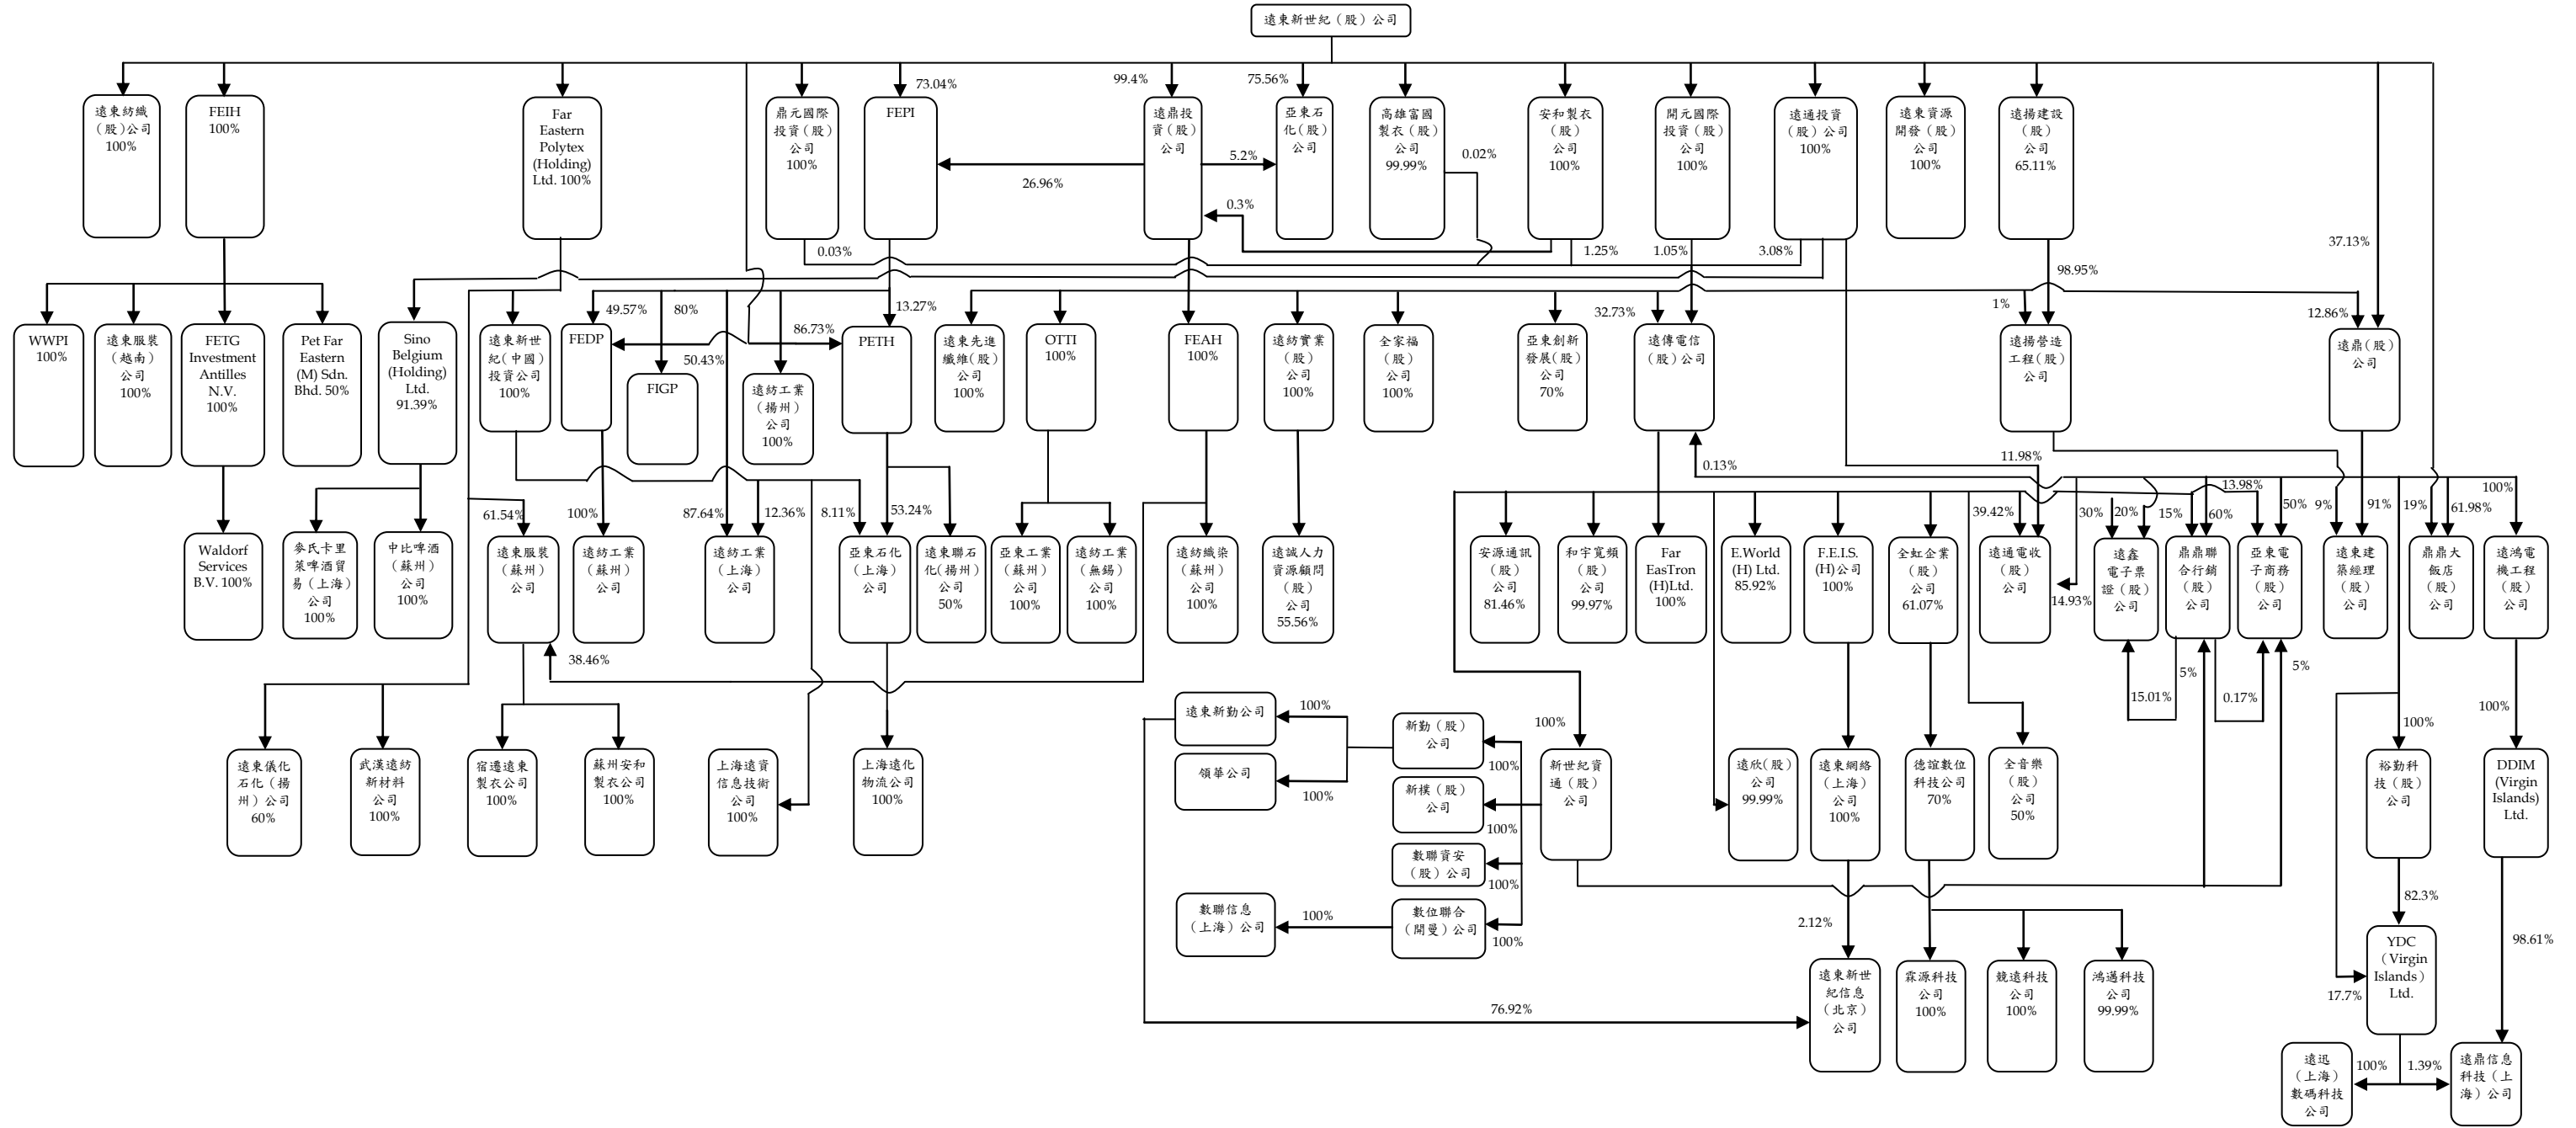 遠東新世紀（股）公司
73.04%
99.4%
75.56%
遠東紡織
（股)公司
100%
FEIH
100%
Far
Eastern
Polytex
(Holding)
Ltd. 100%
鼎元國際
投資（股）
公司
100%
FEPI
遠鼎投
資（股）
公司
亞東石
化(股)
公司
高雄富國
製衣（股）
公司
99.99%
安和製衣
（股）
公司
100%
開元國際
投資(股)
公司
100%
遠通投資
（股）公司
100%
遠東資源
開發（股）
公司
100%
遠揚建設
（股）
公司
65.11%
26.96%
5.2%
0.02%
0.3%
0.03%
1.25%
1.05%
3.08%
98.95%
37.13%
49.57%
80%
13.27%
86.73%
50.43%
32.73%
1%
12.86%
WWPI
100%
遠東服裝
（越南）
公司
100%
FETG
Investment
Antilles
N.V.
100%
Pet Far
Eastern
(M) Sdn.
Bhd. 50%
Sino
Belgium
(Holding)
Ltd.
91.39%
遠東新世
紀(中國)
投資公司
100%
FEDP
FIGP
遠紡工業
（揚州）
公司
100%
PETH
遠東先進
纖維(股)
公司
100%
OTTI
100%
FEAH
100%
遠紡實業
（股）
公司
100%
全家福
（股）
公司
100%
亞東創新
發展(股)
公司
70%
遠傳電信
（股）公司
遠揚營造
工程(股)
公司
遠鼎(股)
公司
0.13%
11.98%
61.54%
100%
87.64%
12.36%
8.11%
53.24%
39.42%
30%
20%
15%
60%
13.98%
50%
9%
91%
19%
61.98%
100%
Waldorf
Services
B.V. 100%
麥氏卡里
萊啤酒貿
易（上海）
公司
100%
中比啤酒
（蘇州）
公司
100%
遠東服裝
（蘇州）
公司
遠紡工業
（蘇州）
公司
遠紡工業
（上海）
公司
亞東石化
（上海）
公司
遠東聯石
化(揚州)
公司
50%
亞東工業
（蘇州）
公司
100%
遠紡工業
（無錫）
公司
100%
遠紡織染
（蘇州）
公司
100%
遠誠人力
資源顧問
（股）
公司
55.56%
安源通訊
（股）
公司
81.46%
和宇寬頻
（股）
公司
99.97%
Far
EasTron
(H)Ltd.
100%
E.World
(H) Ltd.
85.92%
F.E.I.S.
(H)公司
100%
全虹企業
（股）
公司
61.07%
遠通電收
（股）
公司
14.93%
遠鑫
電子票
證（股）
公司
鼎鼎聯
合行銷
（股）
公司
亞東電
子商務
（股）
公司
遠東建
築經理
（股）
公司
鼎鼎大
飯店
（股）
公司
遠鴻電
機工程
（股）
公司
38.46%
15.01%
5%
0.17%
5%
遠東儀化
石化（揚
州）公司
60%
武漢遠紡
新材料
公司
100%
宿遷遠東
製衣公司
100%
蘇州安和
製衣公司
100%
上海遠資
信息技術
公司
100%
上海遠化
物流公司
100%
遠東新勤公司
100%
領華公司
100%
新勤（股）
公司
100%
新樸（股）
公司
100%
數聯資安
（股）公司
100%
數聯信息
（上海）公司
100%
數位聯合
（開曼）公司
100%
100%
新世紀資
通（股）
公司
遠欣(股)
公司
99.99%
遠東網絡
（上海）
公司
100%
德誼數位
科技公司
70%
全音樂
（股）
公司
50%
100%
裕勤科
技（股）
公司
100%
DDIM
(Virgin
Islands)
Ltd.
2.12%
82.3%
98.61%
76.92%
遠東新世
紀信息
（北京）
公司
霖源科技
公司
100%
競遠科技
公司
100%
鴻邁科技
公司
99.99%
17.7%
YDC
（Virgin
Islands）
Ltd.
遠迅
（上海）
數碼科技
公司
100%
1.39%
遠鼎信息
科技（上
海）公司